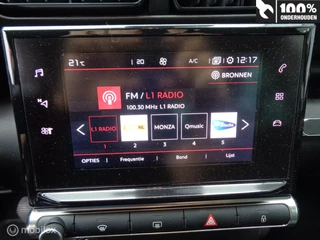 100%
ONDERHOUDEN
21°C 20 A/C 12:17
BRONNEN
FM / L1 RADIO
100.30 MHz L1 RADIO
L1 RADIO MONZA Qmusic
1 2 3 4 5
OPTIES Frequentie Band Lijst
mobilox